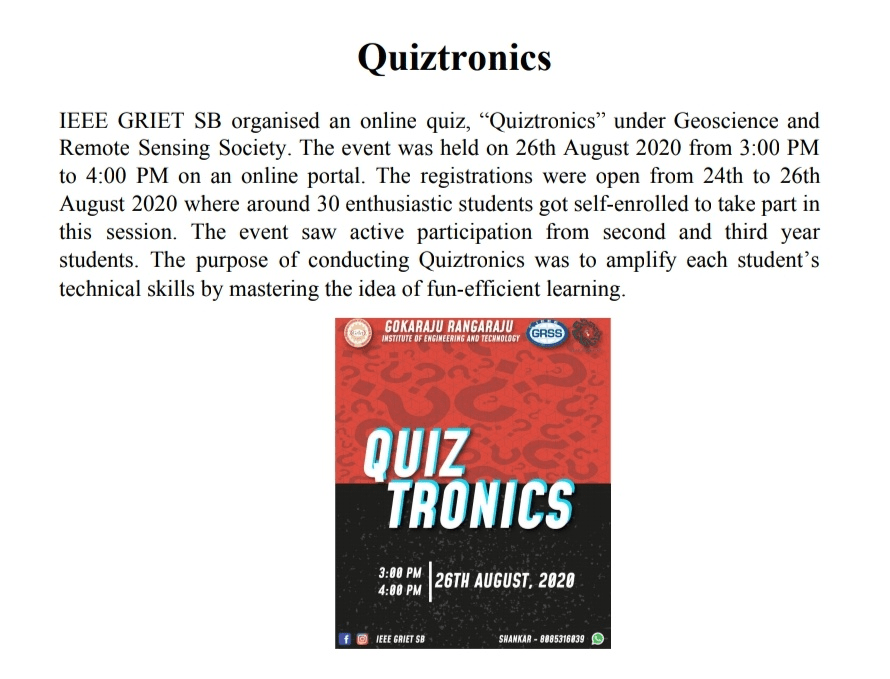 Quiztronics
IEEE GRIET SB organised an online quiz, “Quiztronics” under Geoscience and
Remote Sensing Society. The event was held on 26th August 2020 from 3:00 PM
to 4:00 PM on an online portal. The registrations were open from 24th to 26th
August 2020 where around 30 enthusiastic students got self-enrolled to take part in
this session. The event saw active participation from second and third year
students. The purpose of conducting Quiztronics was to amplify each student’s
technical skills by mastering the idea of fun-efficient learning.
GOKARAJU RANGARAJU
INSTITUTE OF ENGINEERING AND TECHNOLOGY
GRSS
QUIZ
TRONICS
3:00 PM
4:00 PM
26TH AUGUST, 2020
IEEE GRIET SB
SHANKAR - 8085316039